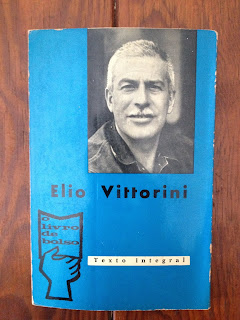 Elio Vittorini
o livro
de
bolso
Texto integral